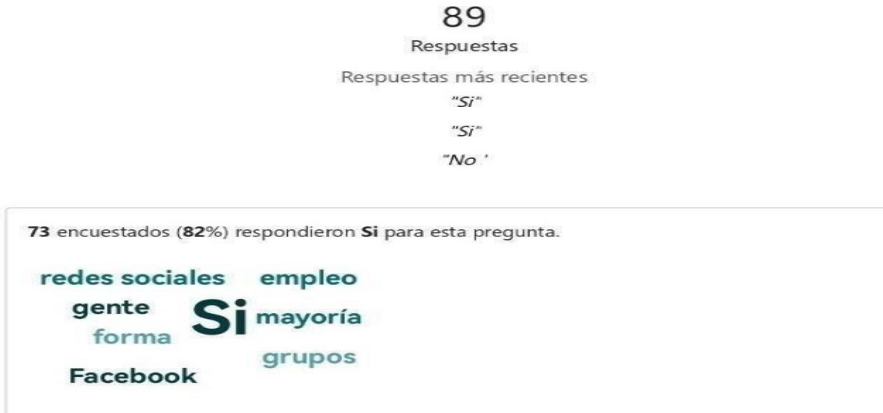 89
Respuestas
Respuestas más recientes
"Si"
"Si"
"No '
73 encuestados (82%) respondieron Si para esta pregunta.
redes sociales empleo
gente Si mayoría
forma grupos
Facebook